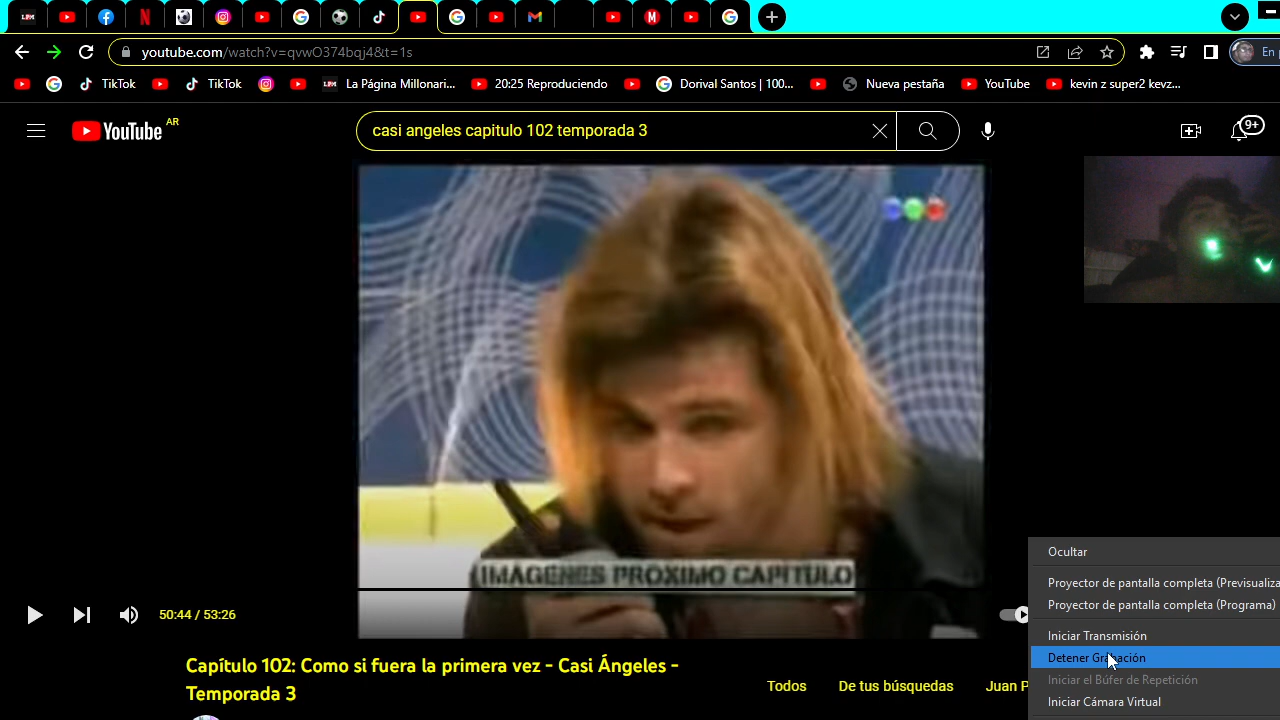 youtube.com/watch?v=qvwO374bqj4&t=1s
En p
TikTok
TikTok
La Página Millonari...
20:25 Reproduciendo
Dorival Santos | 100...
Nueva pestaña
YouTube
kevin z super2 kevz...
YouTube AR
casi angeles capitulo 102 temporada 3
9+
IMÁGENES PROXIMO CAPITULO
50:44 / 53:26
Capítulo 102: Como si fuera la primera vez - Casi Ángeles -
Temporada 3
Todos
De tus búsquedas
Juan P
Ocultar
Proyector de pantalla completa (Previsualiza
Proyector de pantalla completa (Programa)
Iniciar Transmisión
Detener Grabación
Iniciar el Búfer de Repetición
Iniciar Cámara Virtual